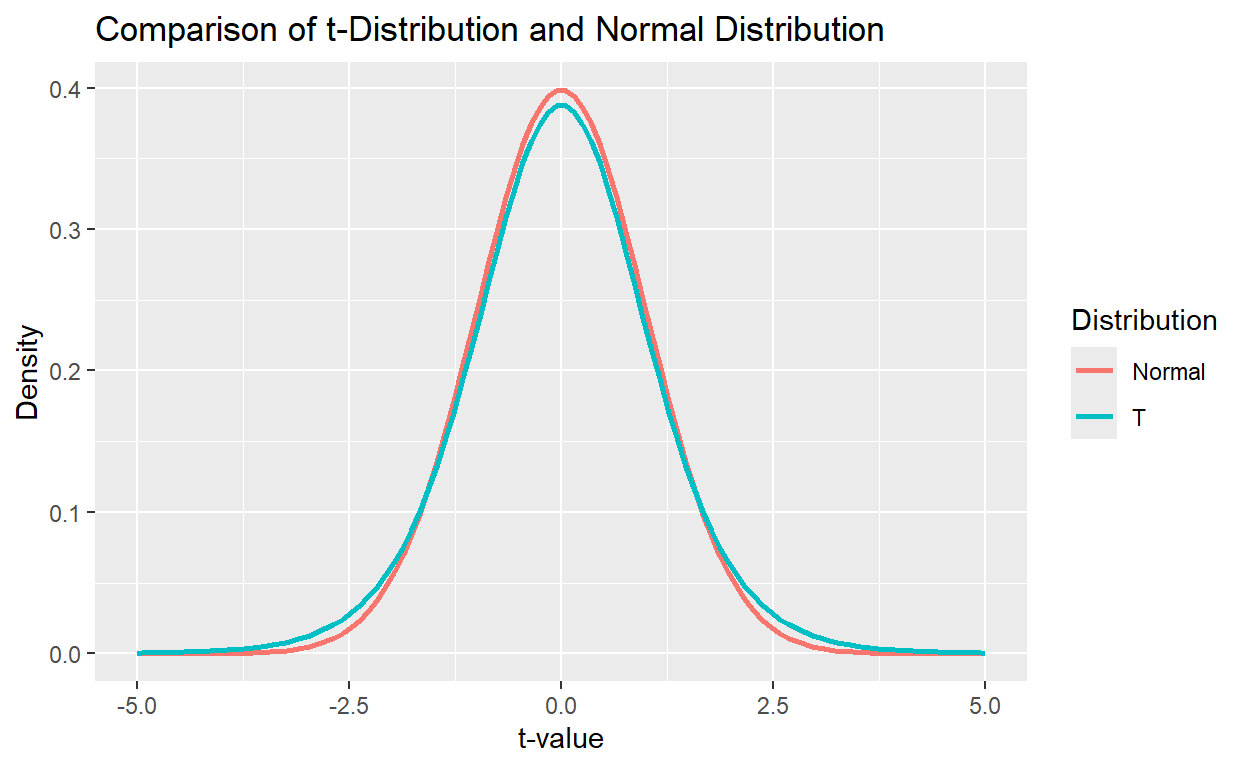 Comparison of t-Distribution and Normal Distribution
Density
0.4
0.3
0.2
0.1
0.0
-5.0 -2.5 0.0 2.5 5.0
t-value
Distribution
Normal
T